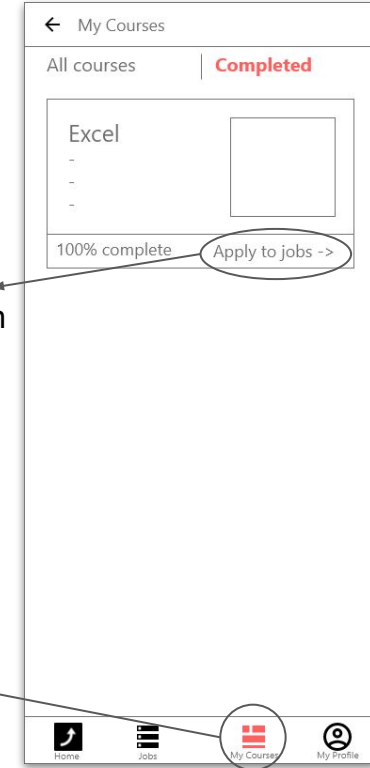 My Courses
All courses Completed
Excel
-
-
-
100% complete Apply to jobs ->
n
Home Jobs My Courses My Profile